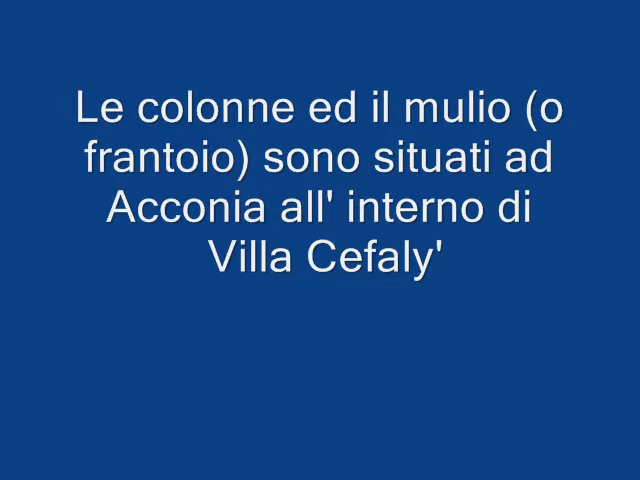 Le colonne ed il mulio (o
frantoio) sono situati ad
Acconia all' interno di
Villa Cefaly'